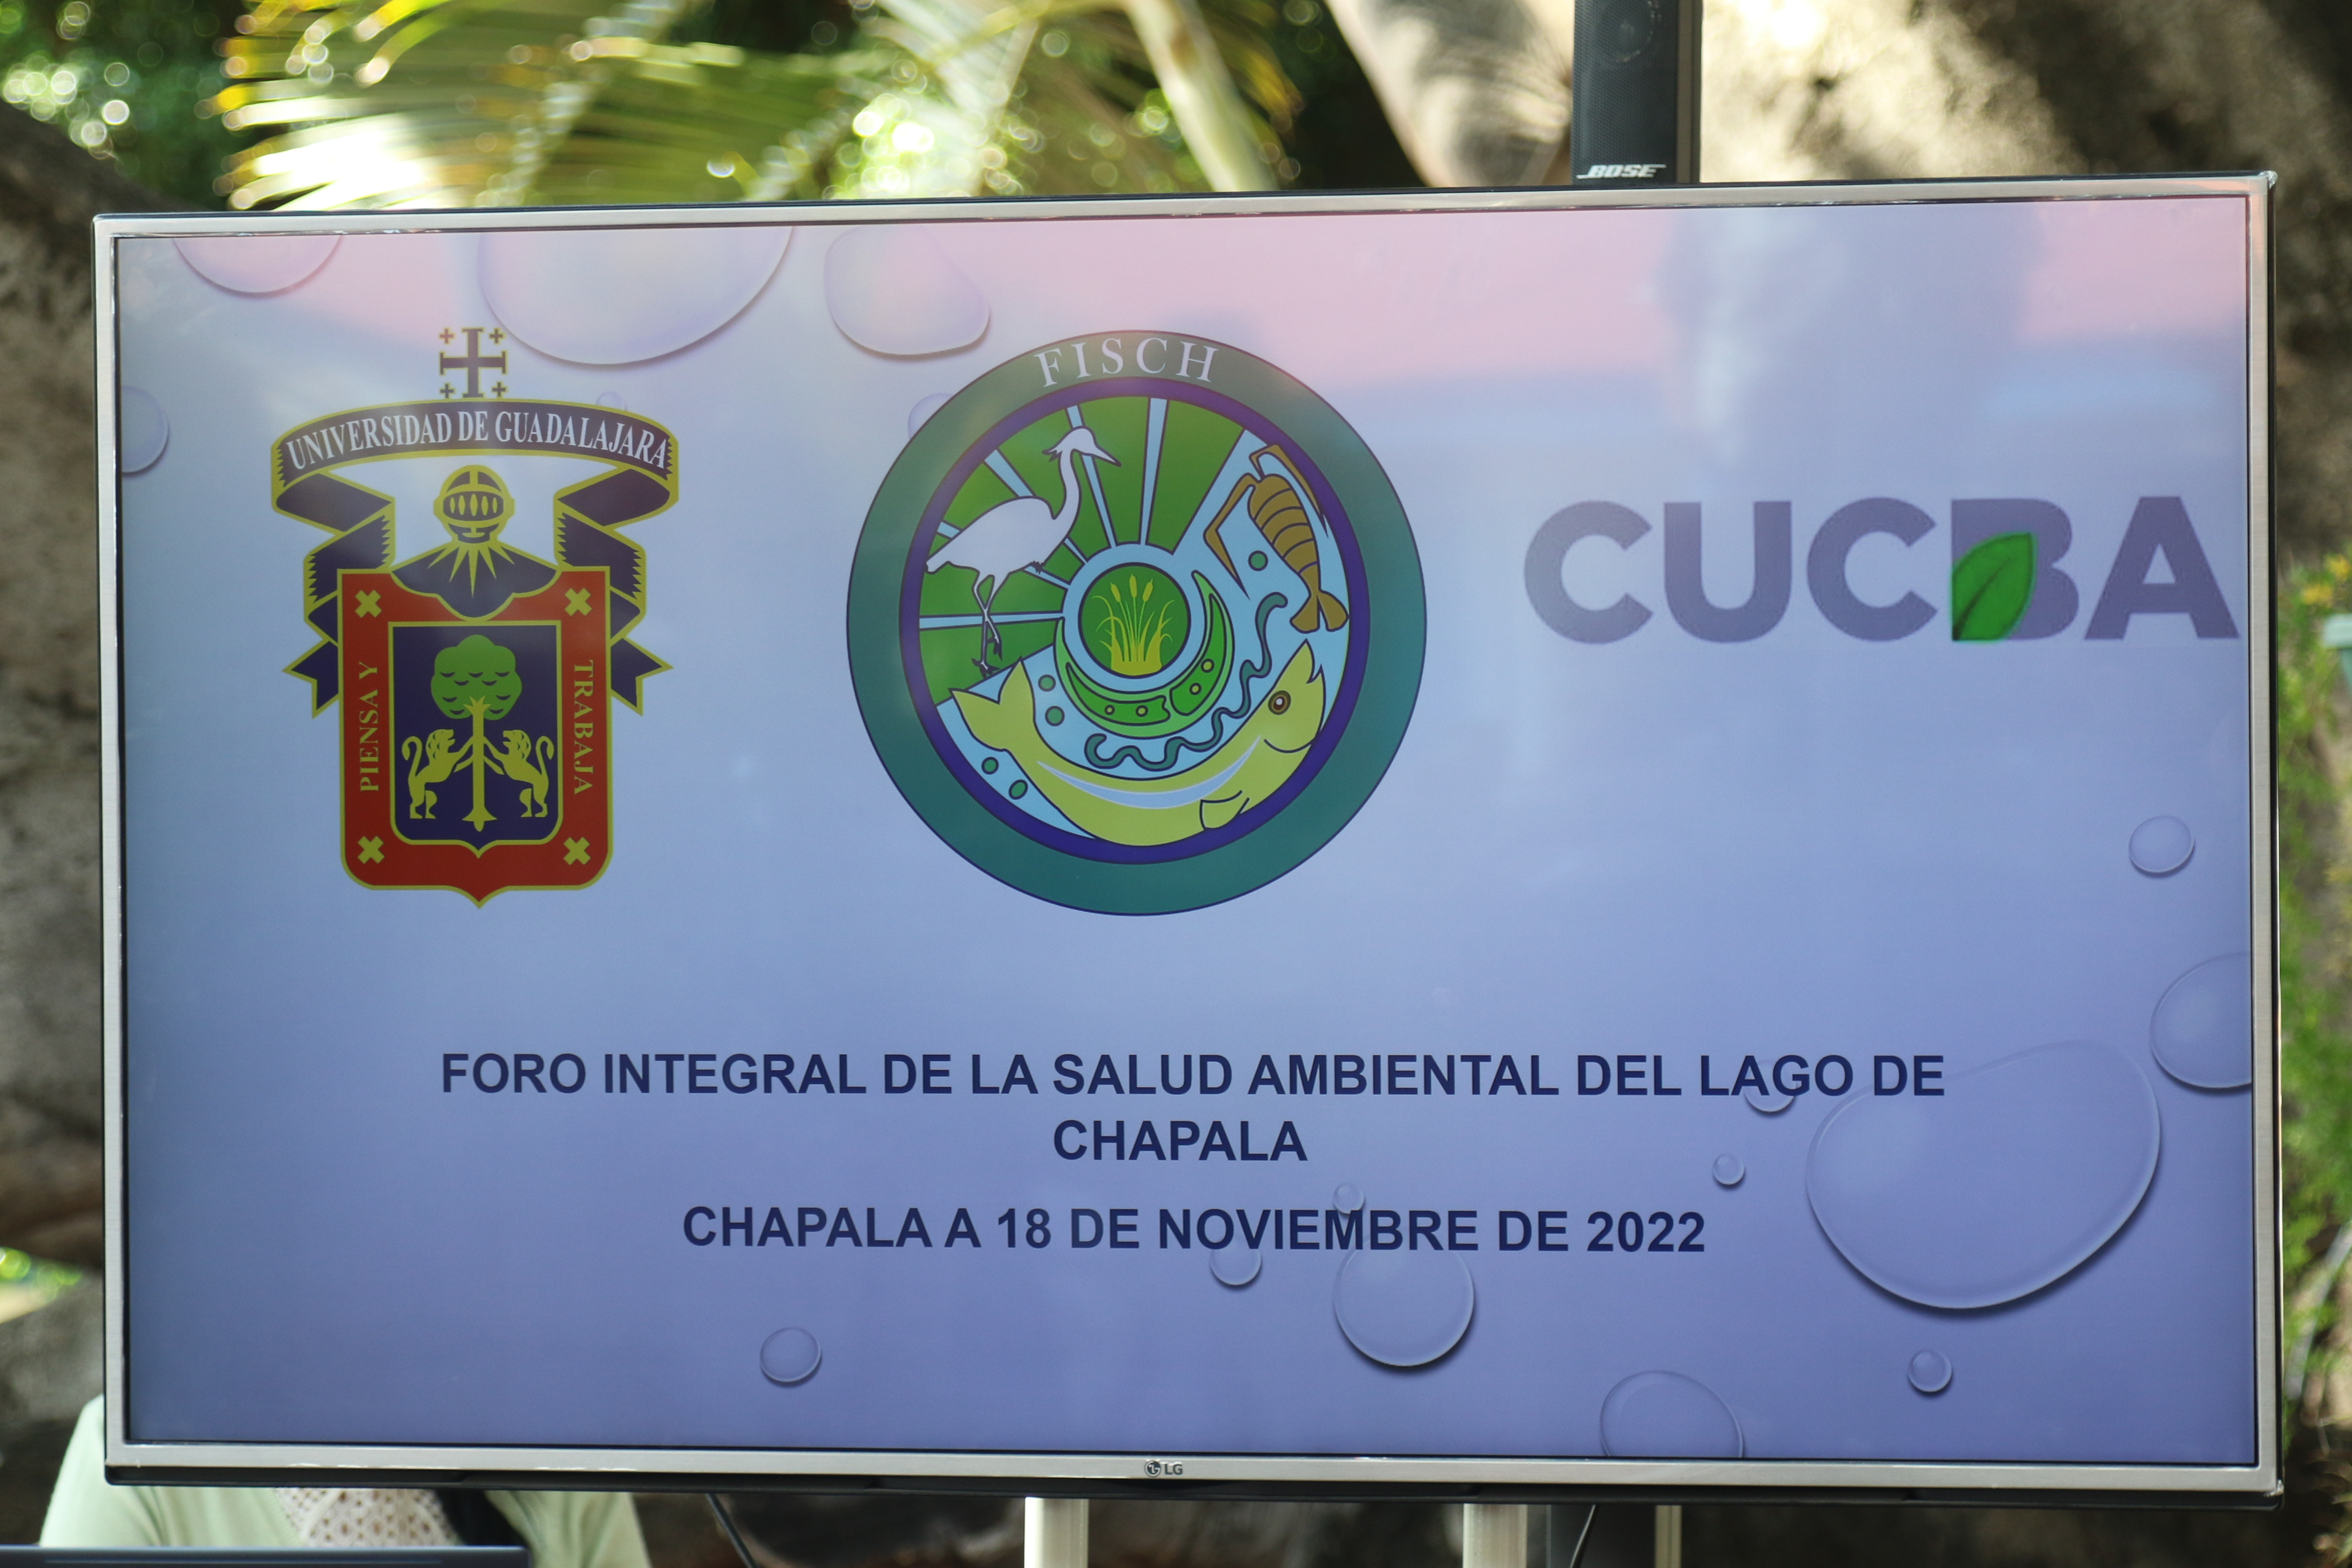 BOSE
UNIVERSIDAD DE GUADALAJARA
PIENSA Y
TRABAJA
FISCH
CUCBA
FORO INTEGRAL DE LA SALUD AMBIENTAL DEL LAGO DE
CHAPALA
CHAPALA A 18 DE NOVIEMBRE DE 2022
LG